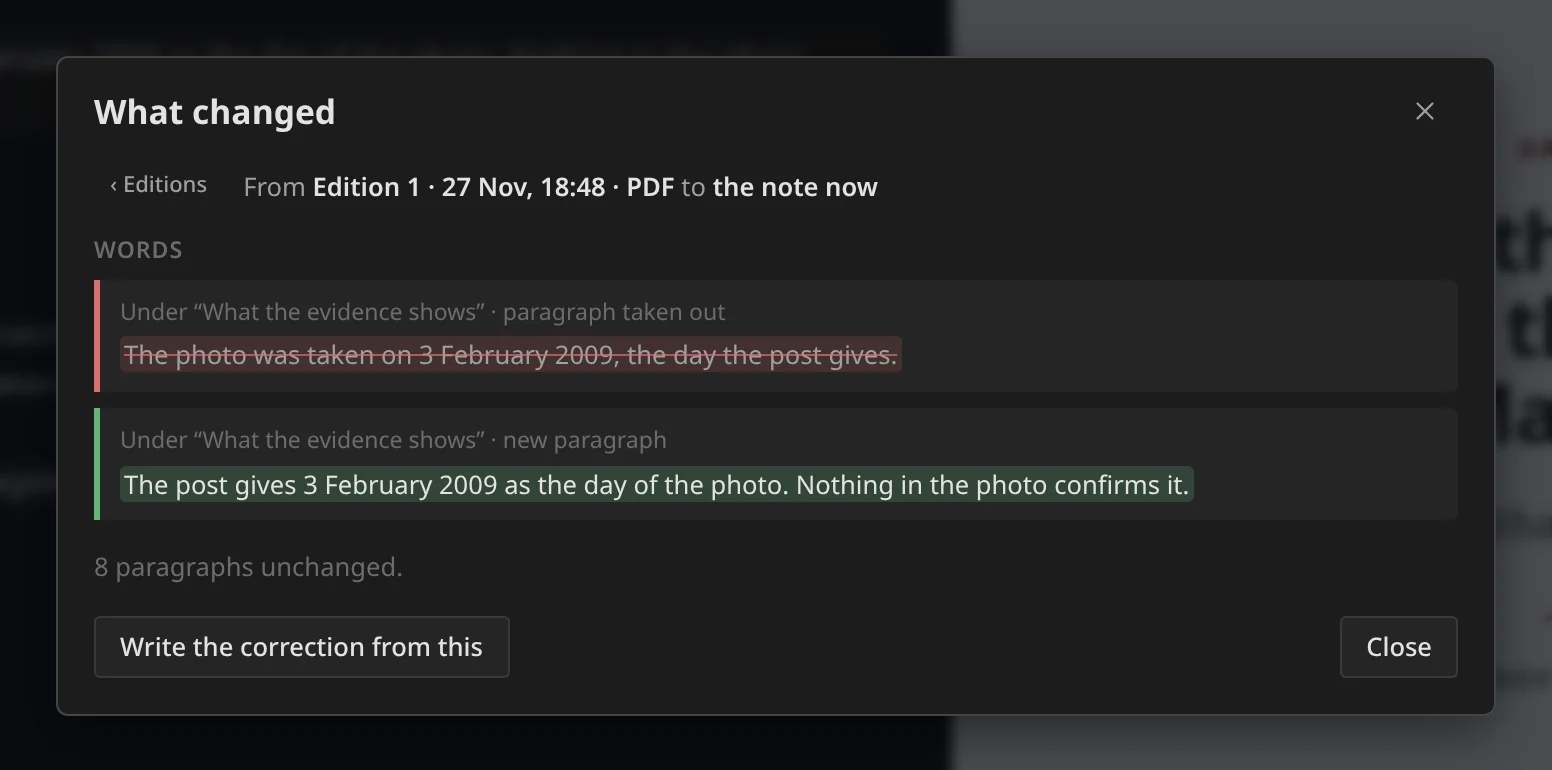 What changed
‹ Editions From Edition 1 · 27 Nov, 18:48 · PDF to the note now
WORDS
Under “What the evidence shows” · paragraph taken out
The photo was taken on 3 February 2009, the day the post gives.
Under “What the evidence shows” · new paragraph
The post gives 3 February 2009 as the day of the photo. Nothing in the photo confirms it.
8 paragraphs unchanged.
Write the correction from this
Close